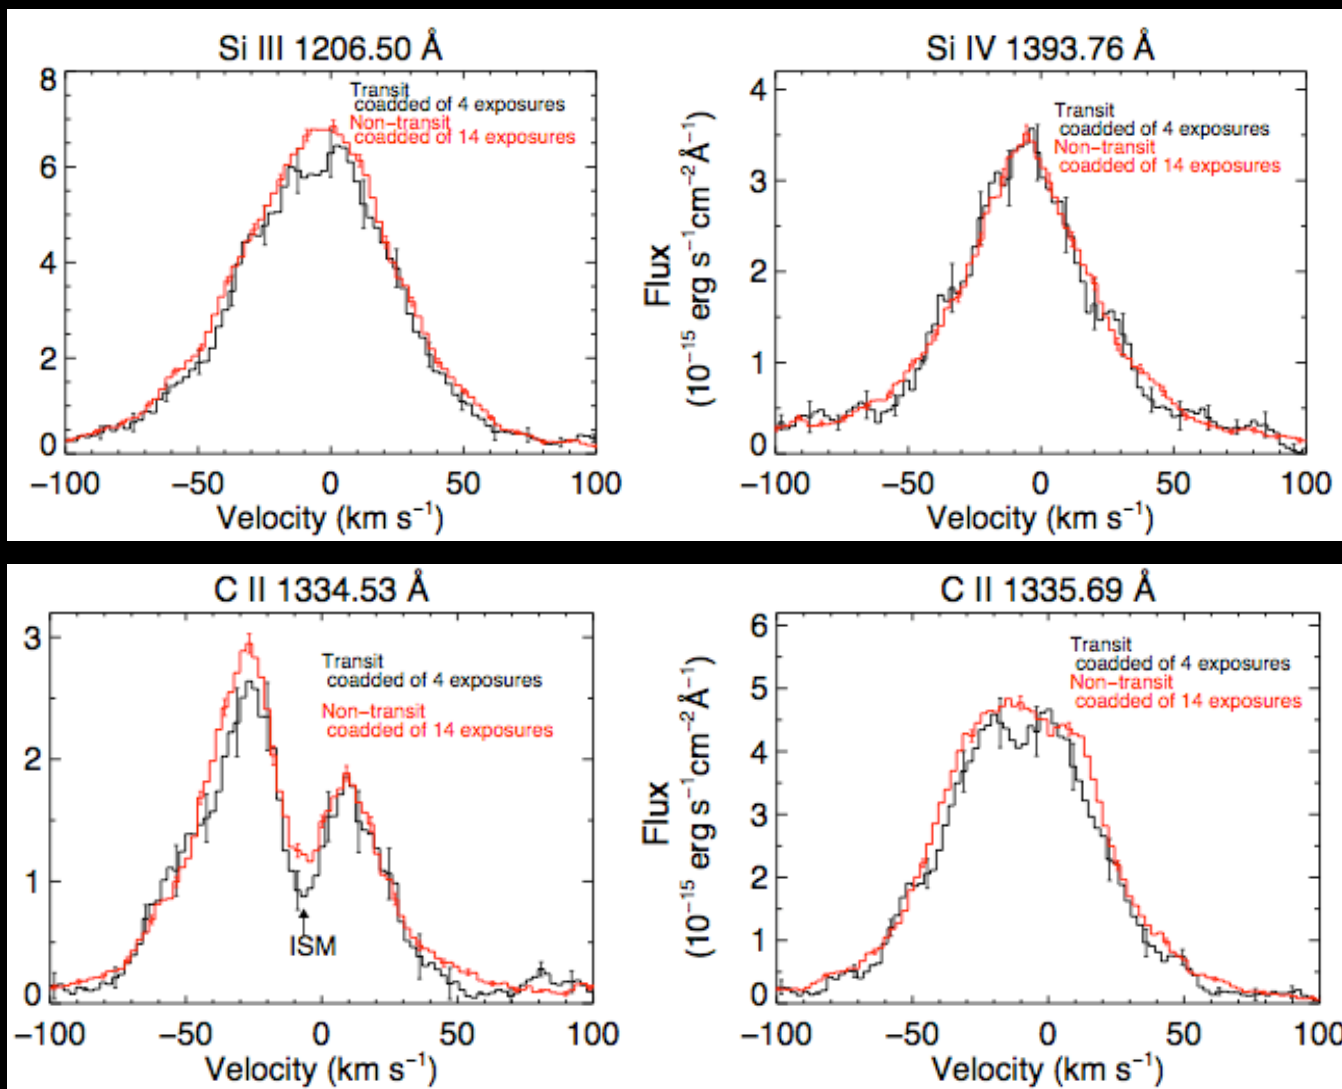 Si III 1206.50 Å
8
6
4
2
0
Transit
coadded of 4 exposures
Non−transit
coadded of 14 exposures
−100 −50 0 50 100
Velocity (km s⁻¹)
Si IV 1393.76 Å
Flux
(10⁻¹⁵ erg s⁻¹cm⁻²Å⁻¹)
4
3
2
1
0
Transit
coadded of 4 exposures
Non−transit
coadded of 14 exposures
−100 −50 0 50 100
Velocity (km s⁻¹)
C II 1334.53 Å
3
2
1
0
Transit
coadded of 4 exposures
Non−transit
coadded of 14 exposures
ISM
−100 −50 0 50 100
Velocity (km s⁻¹)
C II 1335.69 Å
Flux
(10⁻¹⁵ erg s⁻¹cm⁻²Å⁻¹)
6
5
4
3
2
1
0
Transit
coadded of 4 exposures
Non−transit
coadded of 14 exposures
−100 −50 0 50 100
Velocity (km s⁻¹)